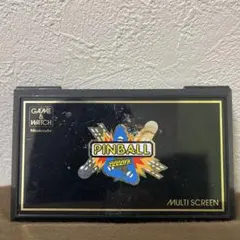 GAME &
WATCH
Nintendo
PINBALL
MULTI SCREEN